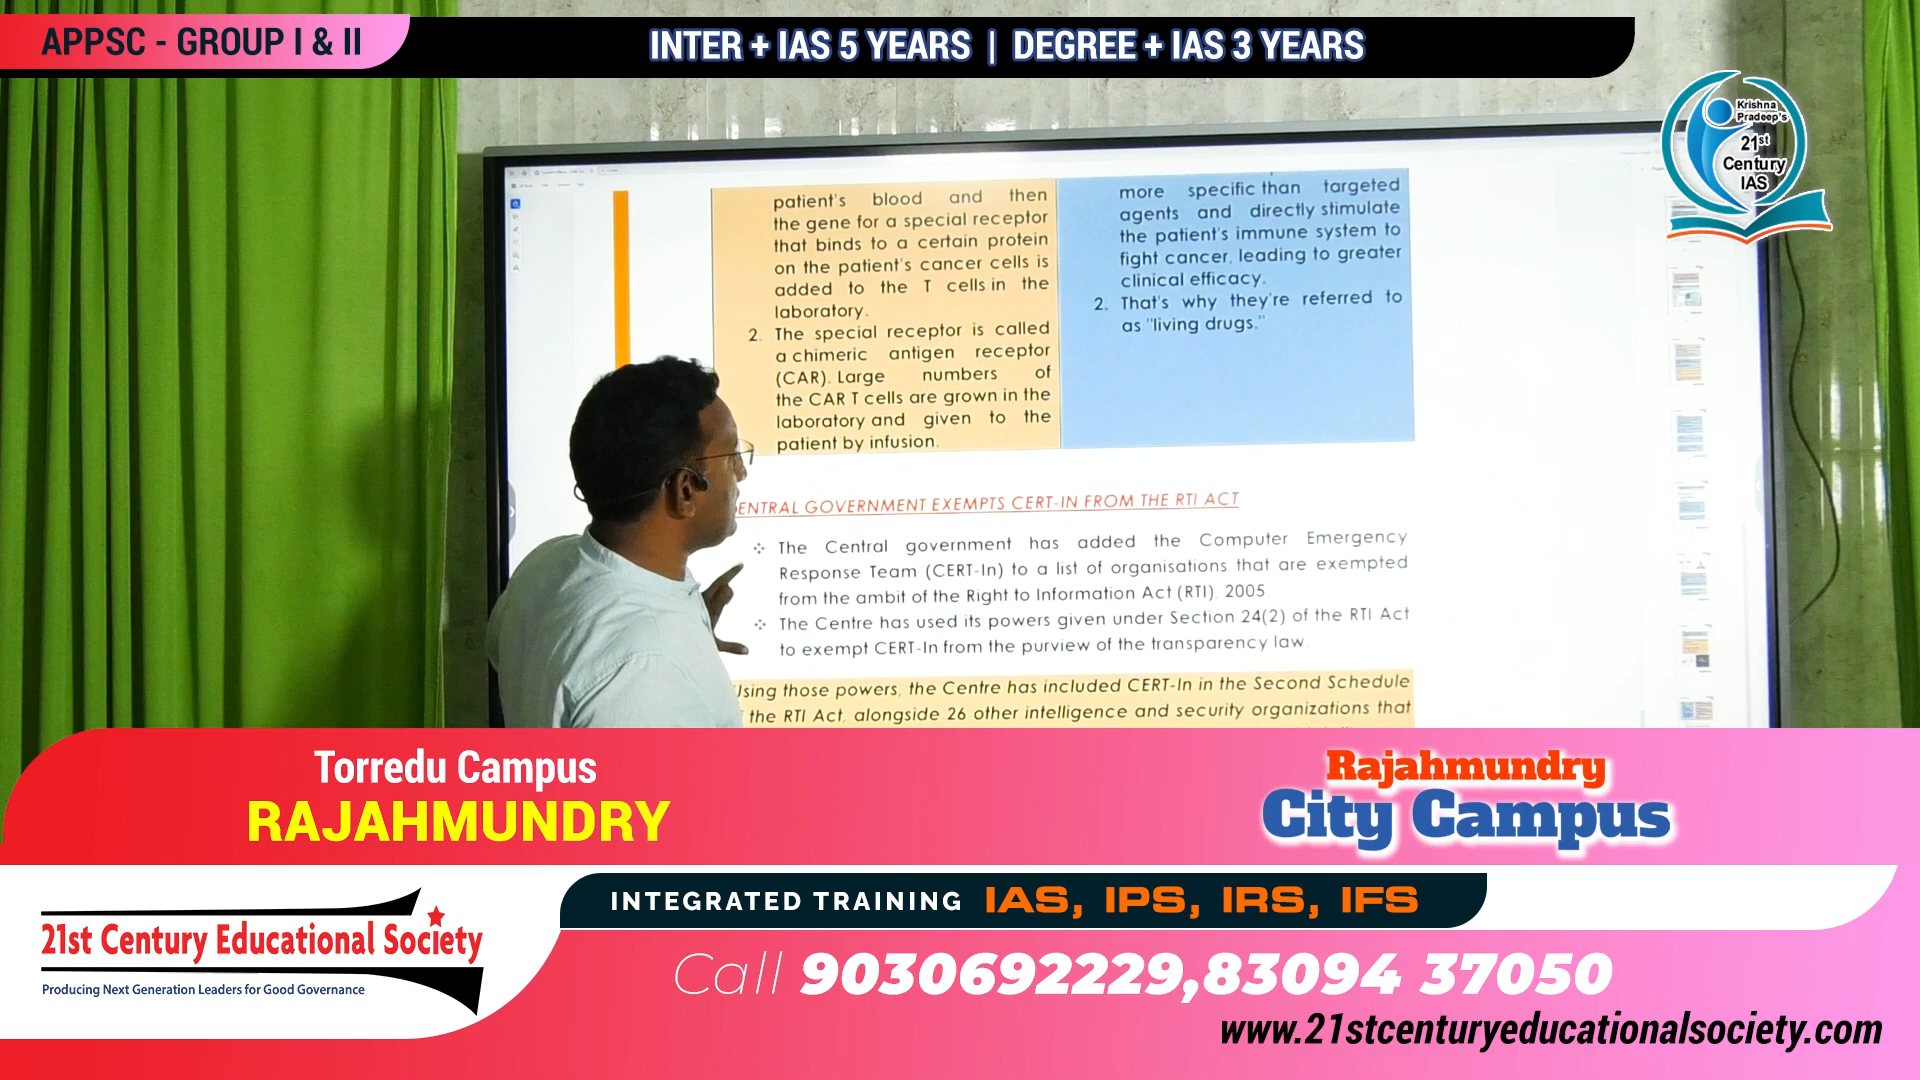 APPSC - GROUP I & II
INTER + IAS 5 YEARS | DEGREE + IAS 3 YEARS
Krishna
Pradeep's
21st
Century
IAS
patient's blood and then
the gene for a special receptor
that binds to a certain protein
on the patient's cancer cells is
added to the T cells in the
laboratory.
2. The special receptor is called
a chimeric antigen receptor
(CAR). Large numbers of
the CAR T cells are grown in the
laboratory and given to the
patient by infusion.
more specific than targeted
agents and directly stimulate
the patient's immune system to
fight cancer, leading to greater
clinical efficacy.
2. That's why they're referred to
as "living drugs."
ENTRAL GOVERNMENT EXEMPTS CERT-IN FROM THE RTI ACT
The Central government has added the Computer Emergency
Response Team (CERT-In) to a list of organisations that are exempted
from the ambit of the Right to Information Act (RTI), 2005.
The Centre has used its powers given under Section 24(2) of the RTI Act
to exempt CERT-In from the purview of the transparency law.
Using those powers, the Centre has included CERT-In in the Second Schedule
the RTI Act, alongside 26 other intelligence and security organizations that
Torredu Campus
RAJAHMUNDRY
Rajahmundry
City Campus
INTEGRATED TRAINING IAS, IPS, IRS, IFS
21st Century Educational Society
Producing Next Generation Leaders for Good Governance
Call 9030692229,83094 37050
www.21stcenturyeducationalsociety.com